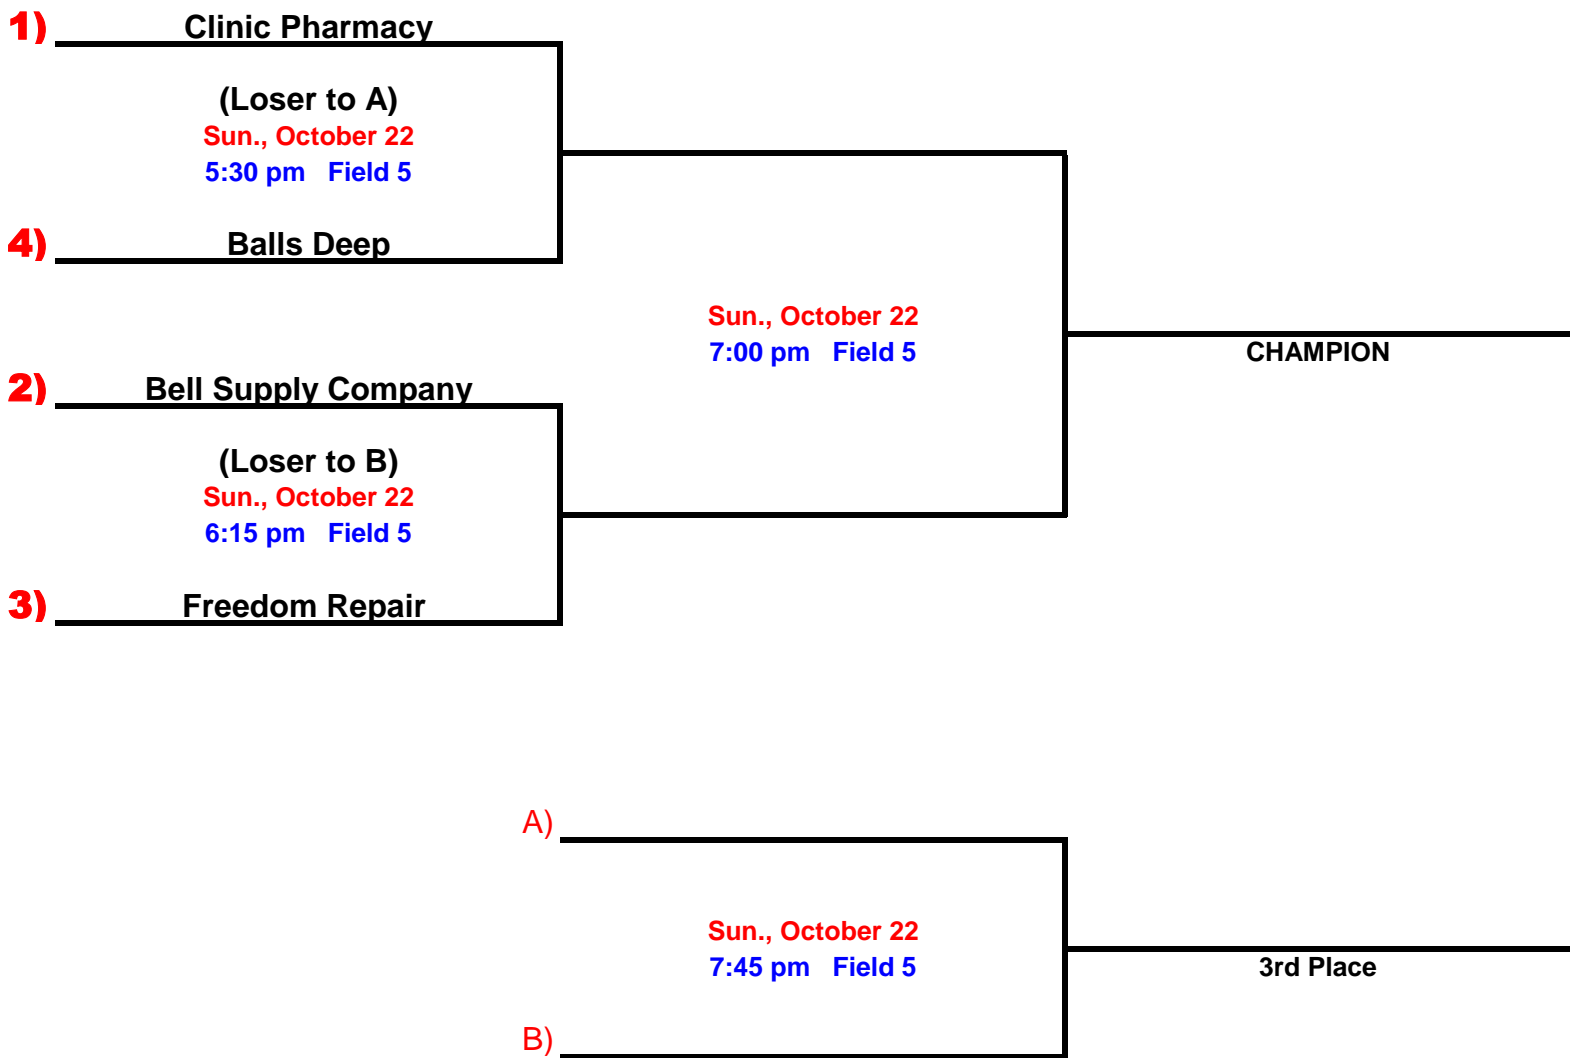 1) Clinic Pharmacy
(Loser to A)
Sun., October 22
5:30 pm   Field 5
4) Balls Deep
Sun., October 22
7:00 pm   Field 5
CHAMPION
2) Bell Supply Company
(Loser to B)
Sun., October 22
6:15 pm   Field 5
3) Freedom Repair
A)
Sun., October 22
7:45 pm   Field 5
3rd Place
B)